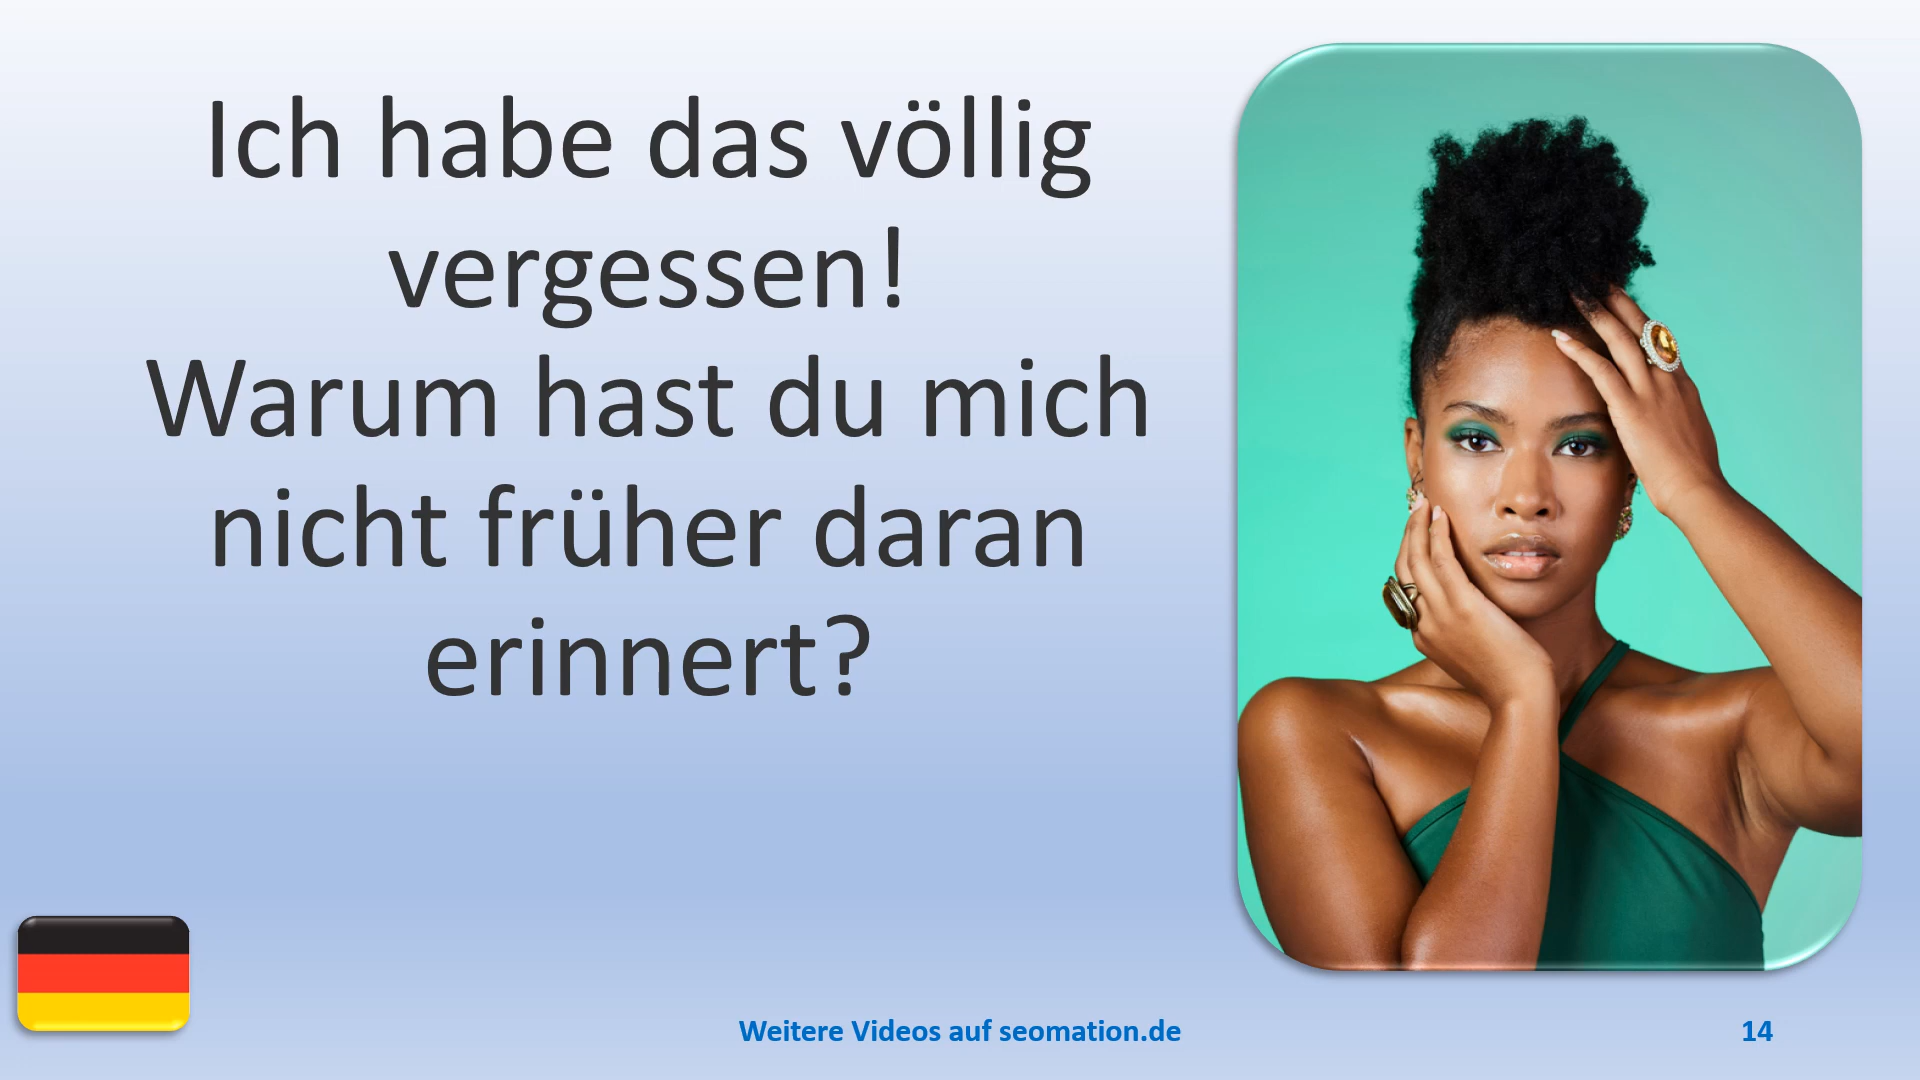 Ich habe das völlig
vergessen!
Warum hast du mich
nicht früher daran
erinnert?
Weitere Videos auf seomation.de
14